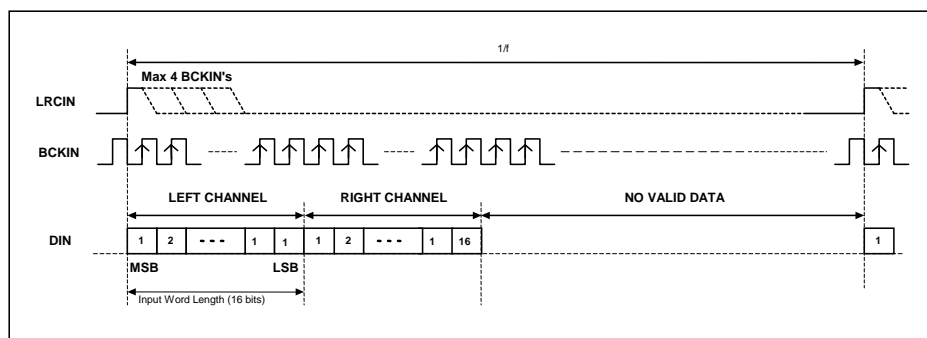 1/f
Max 4 BCKIN's
LRCIN
BCKIN
LEFT CHANNEL RIGHT CHANNEL NO VALID DATA
DIN 1 2 1 1 1 2 1 16 1
MSB LSB
Input Word Length (16 bits)